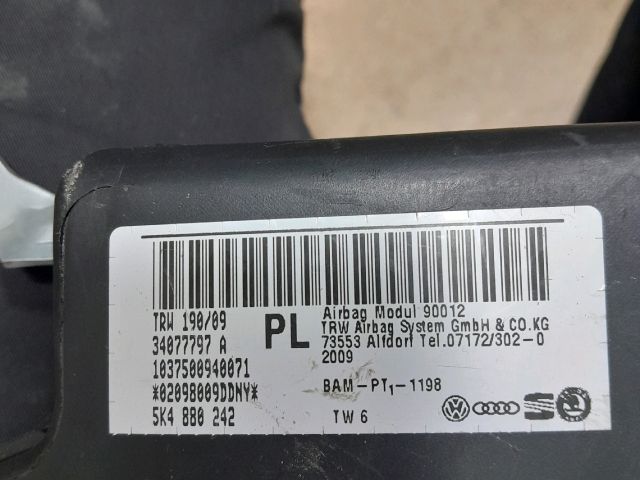 TRW 190/09
34077797 A
1037500940071
*02098009DDNY*
5K4 880 242
PL
Airbag Modul 90012
TRW Airbag System GmbH & CO.KG
73553 Alfdorf Tel.07172/302-0
2009
BAM-PT1-1198
TW 6